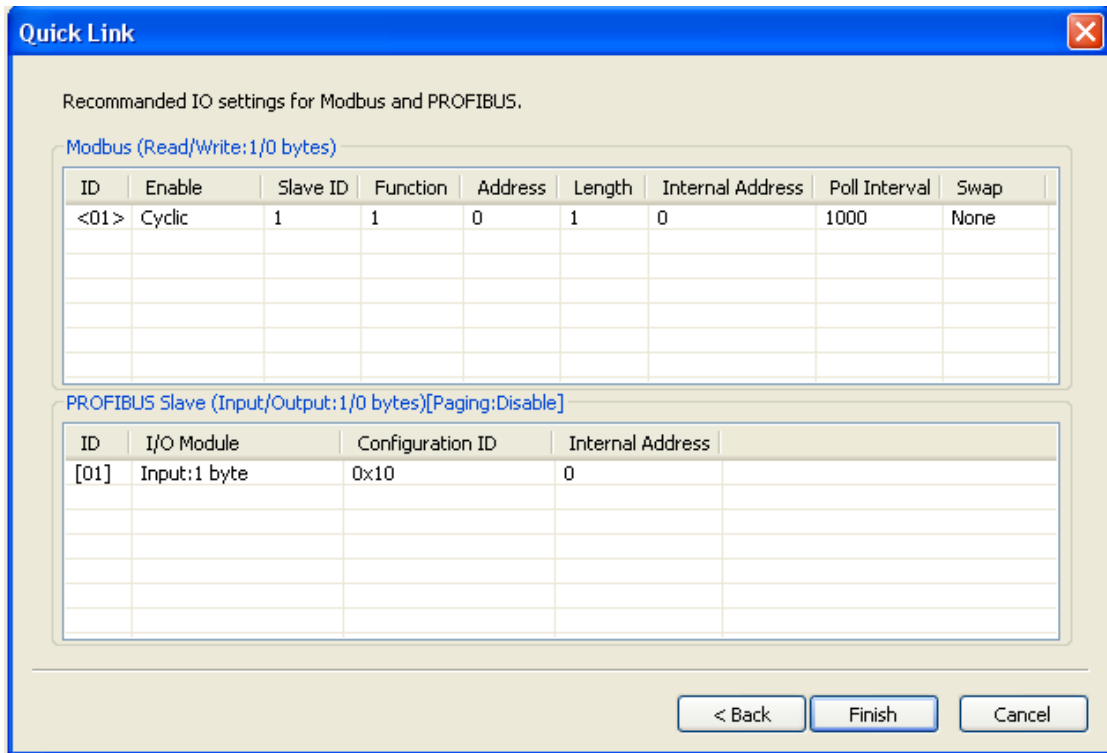 Quick Link
Recommanded IO settings for Modbus and PROFIBUS.
Modbus (Read/Write:1/0 bytes)
ID Enable Slave ID Function Address Length Internal Address Poll Interval Swap
<01> Cyclic 1 1 0 1 0 1000 None
PROFIBUS Slave (Input/Output:1/0 bytes)[Paging:Disable]
ID I/O Module Configuration ID Internal Address
[01] Input:1 byte 0x10 0
< Back Finish Cancel